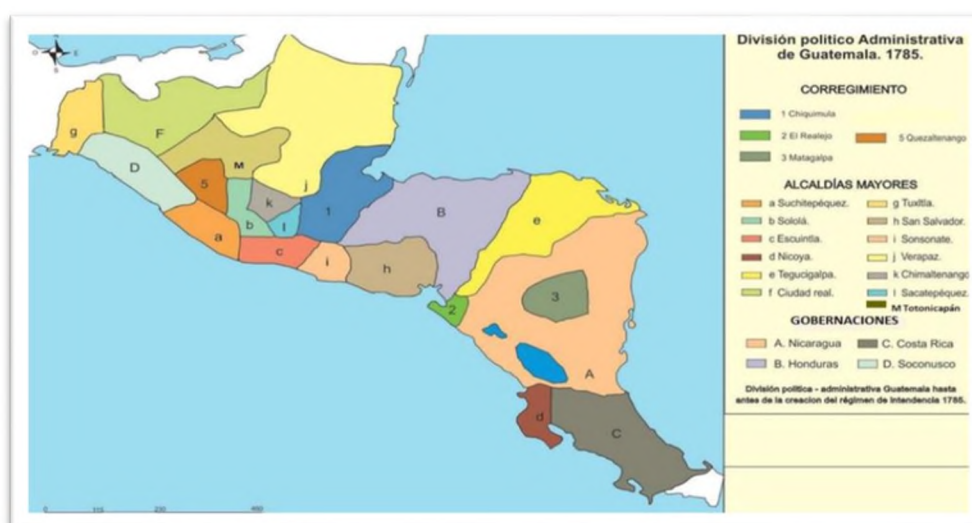 División político Administrativa
de Guatemala. 1785.
CORREGIMIENTO
1 Chiquimula
2 El Realejo
5 Quezaltenango
3 Matagalpa
ALCALDÍAS MAYORES
a Suchitepéquez.
g Tuxtla.
b Sololá.
h San Salvador.
c Escuintla.
i Sonsonate.
d Nicoya.
j Verapaz.
e Tegucigalpa.
k Chimaltenango
f Ciudad real.
l Sacatepéquez.
M Totonicapán
GOBERNACIONES
A. Nicaragua
C. Costa Rica
B. Honduras
D. Soconusco
División política - administrativa Guatemala hasta
antes de la creacion del régimen de Intendencia 1785.
g
F
D
M
5
j
k
b
l
1
a
c
i
h
B
e
2
3
A
d
C
0